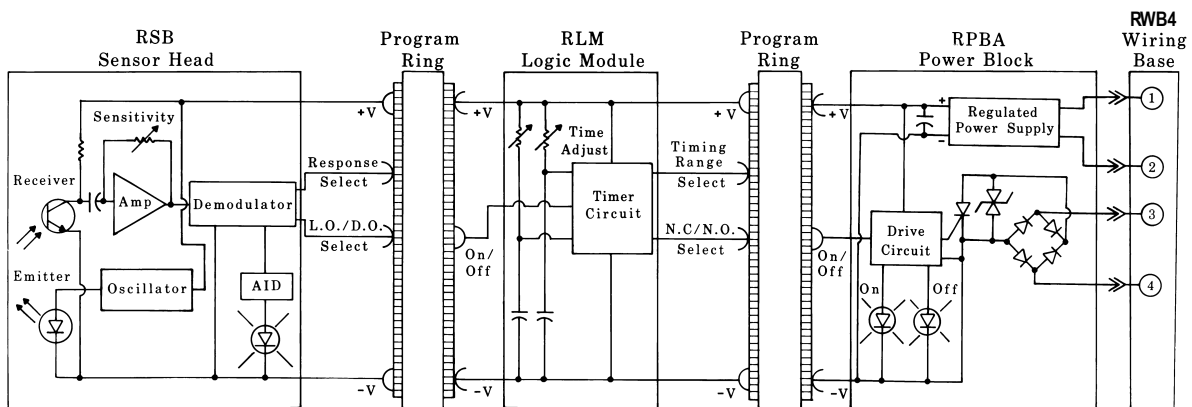 RSB
Sensor Head
Program
Ring
RLM
Logic Module
Program
Ring
RPBA
Power Block
RWB4
Wiring
Base
Sensitivity
Receiver
Amp
Demodulator
Emitter
Oscillator
AID
+V
Response
Select
L.O./D.O.
Select
-V
+V
On/
Off
-V
Time
Adjust
Timer
Circuit
+V
Timing
Range
Select
N.C/N.O.
Select
-V
+V
On/
Off
-V
+
-
Regulated
Power Supply
Drive
Circuit
On
Off
1
2
3
4